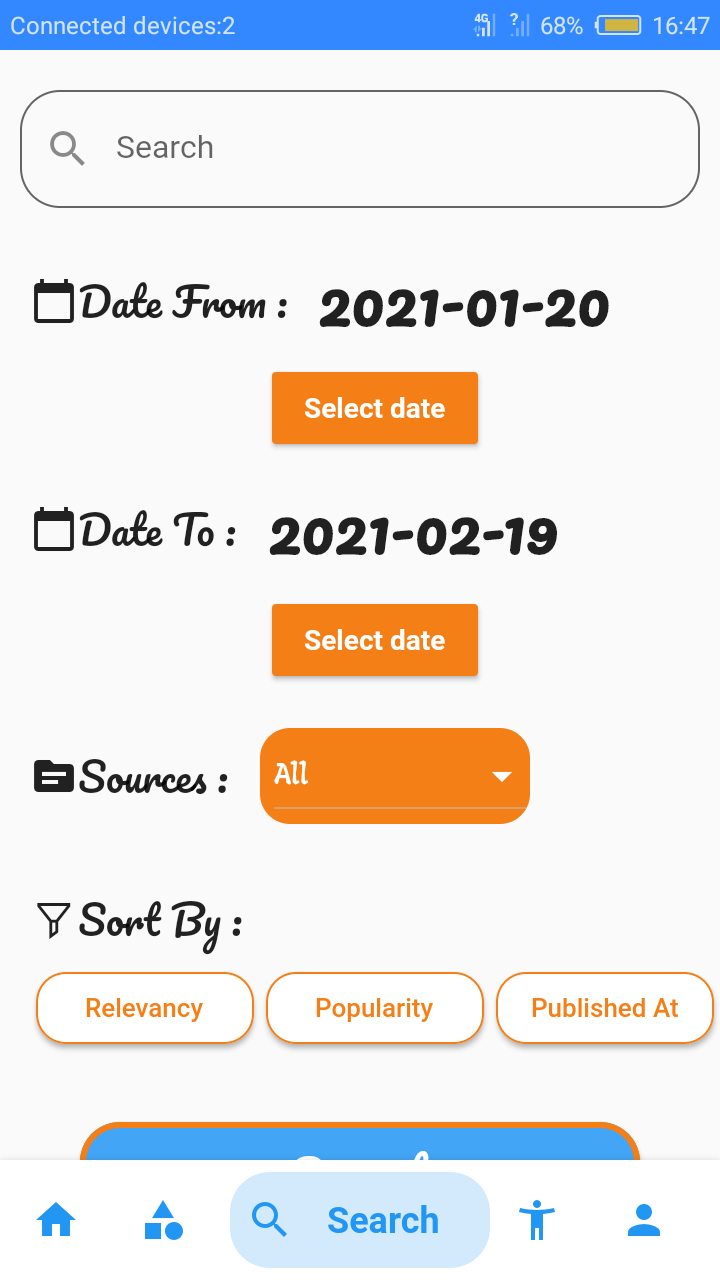 Connected devices:2 4G ? 68% 16:47
Search
Date From : 2021-01-20
Select date
Date To : 2021-02-19
Select date
Sources : All
Sort By :
Relevancy Popularity Published At
Search